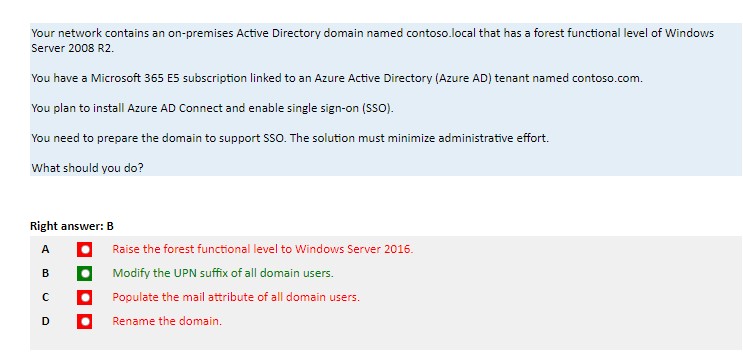 Your network contains an on-premises Active Directory domain named contoso.local that has a forest functional level of Windows
Server 2008 R2.
You have a Microsoft 365 E5 subscription linked to an Azure Active Directory (Azure AD) tenant named contoso.com.
You plan to install Azure AD Connect and enable single sign-on (SSO).
You need to prepare the domain to support SSO. The solution must minimize administrative effort.
What should you do?
Right answer: B
A Raise the forest functional level to Windows Server 2016.
B Modify the UPN suffix of all domain users.
C Populate the mail attribute of all domain users.
D Rename the domain.